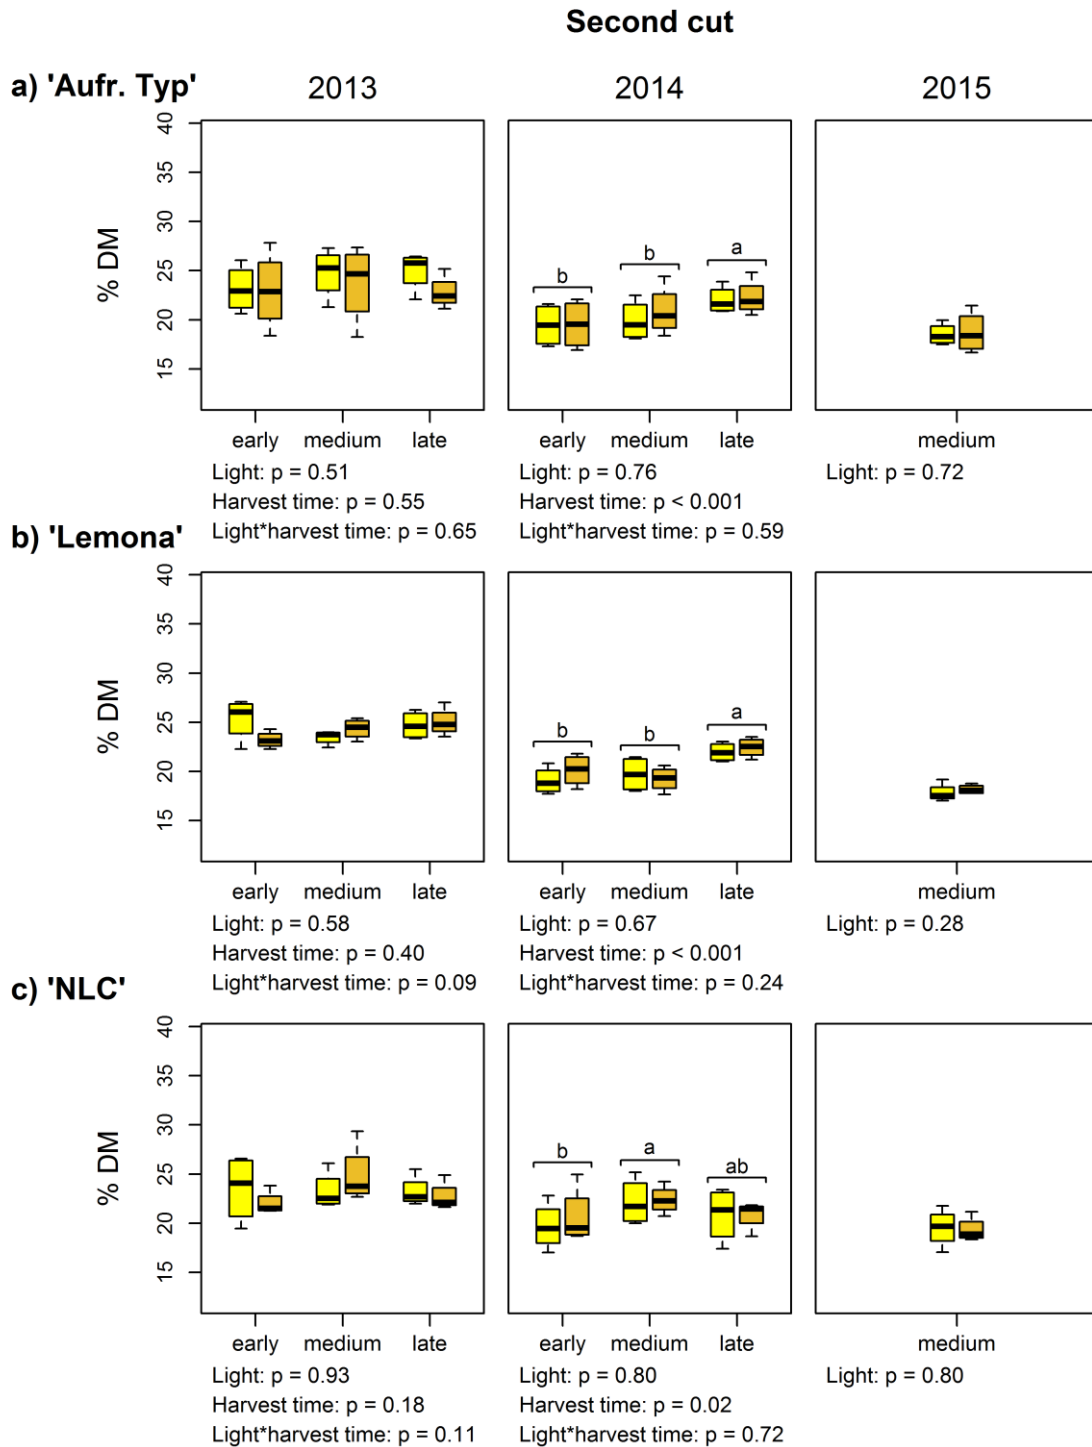 Second cut
a) 'Aufr. Typ' 2013 2014 2015
% DM
40
35
30
25
20
15
b b a
early medium late early medium late medium
Light: p = 0.51 Light: p = 0.76 Light: p = 0.72
Harvest time: p = 0.55 Harvest time: p < 0.001
Light*harvest time: p = 0.65 Light*harvest time: p = 0.59
b) 'Lemona'
% DM
40
35
30
25
20
15
b b a
early medium late early medium late medium
Light: p = 0.58 Light: p = 0.67 Light: p = 0.28
Harvest time: p = 0.40 Harvest time: p < 0.001
Light*harvest time: p = 0.09 Light*harvest time: p = 0.24
c) 'NLC'
% DM
40
35
30
25
20
15
b a ab
early medium late early medium late medium
Light: p = 0.93 Light: p = 0.80 Light: p = 0.80
Harvest time: p = 0.18 Harvest time: p = 0.02
Light*harvest time: p = 0.11 Light*harvest time: p = 0.72